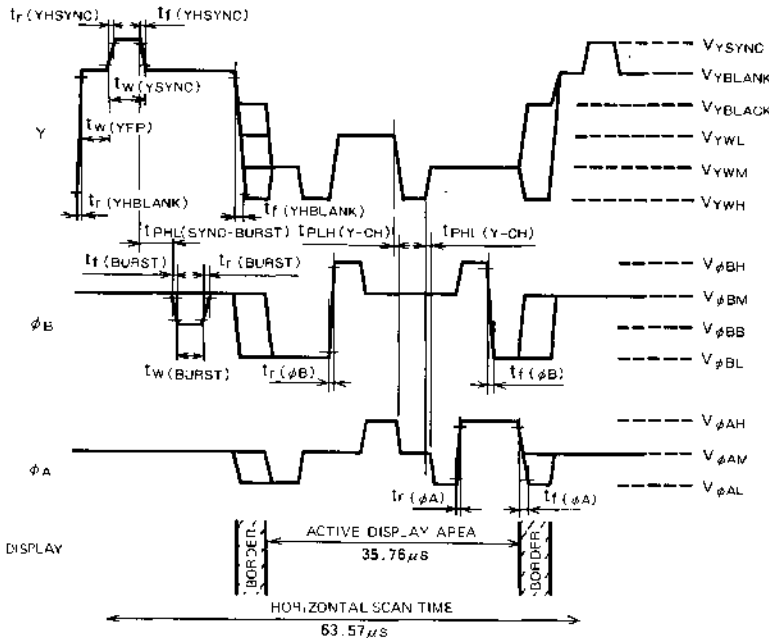 tr(YHSYNC) tf(YHSYNC)
VYSYNC
VYBLANK
tw(YSYNC)
VYBLACK
tw(YFP)
Y
VYWL
VYWM
tr(YHBLANK)
tf(YHBLANK)
VYWH
tPHL(SYNC-BURST) tPLH(Y-CH) tPHL(Y-CH)
tf(BURST) tr(BURST)
VφBH
VφBM
φB
VφBB
tw(BURST)
tr(φB)
tf(φB)
VφBL
VφAH
φA
VφAM
tr(φA)
tf(φA)
VφAL
DISPLAY
BORDER
ACTIVE DISPLAY AREA
35.76μs
BORDER
HORIZONTAL SCAN TIME
63.57μs